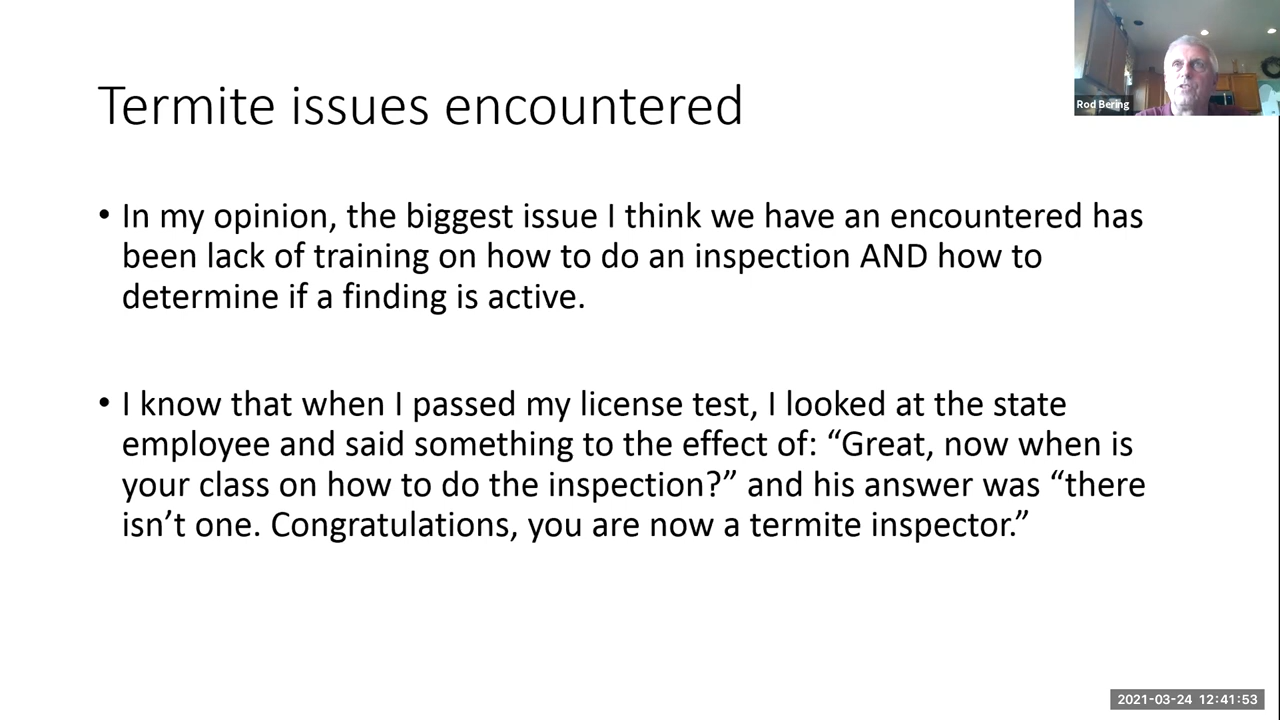 Termite issues encountered
Rod Bering
• In my opinion, the biggest issue I think we have an encountered has
been lack of training on how to do an inspection AND how to
determine if a finding is active.
• I know that when I passed my license test, I looked at the state
employee and said something to the effect of: “Great, now when is
your class on how to do the inspection?” and his answer was “there
isn’t one. Congratulations, you are now a termite inspector.”
2021-03-24 12:41:53